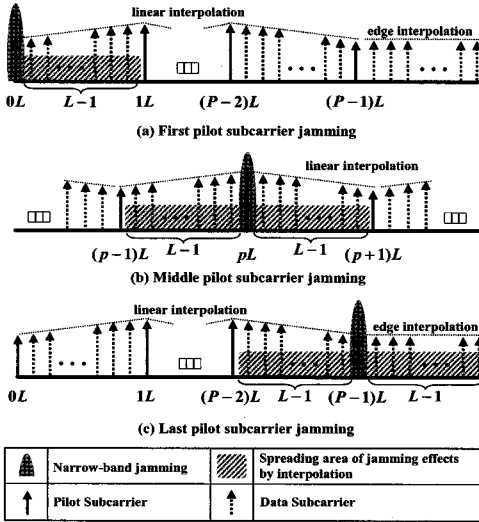 linear interpolation
edge interpolation
0L L−1 1L (P−2)L (P−1)L
(a) First pilot subcarrier jamming
linear interpolation
(p−1)L L−1 pL L−1 (p+1)L
(b) Middle pilot subcarrier jamming
linear interpolation
edge interpolation
0L 1L (P−2)L L−1 (P−1)L L−1
(c) Last pilot subcarrier jamming
Narrow-band jamming
Spreading area of jamming effects
by interpolation
Pilot Subcarrier
Data Subcarrier